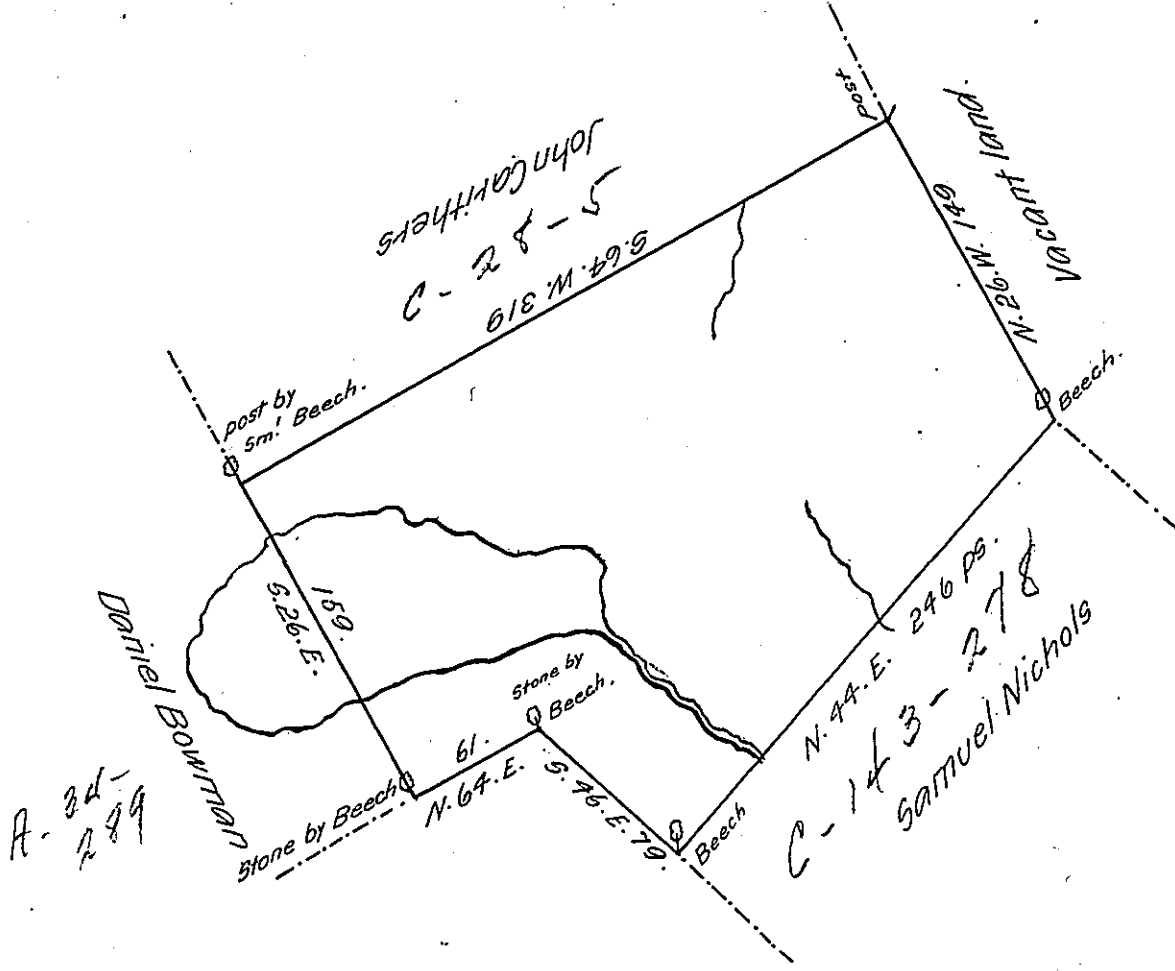 post
Vacant land.
John Carithers
C - 28 - 5
S. 64. W. 319
N. 26. W. 149
Beech.
post by
sm! Beech.
159.
S. 26. E.
Daniel Bowman
Stone by
Beech.
61.
N. 64. E.
S. 46. E. 79.
Stone by Beech
Beech
N. 44. E. 246 ps.
C - 143 - 278
Samuel Nichols
289